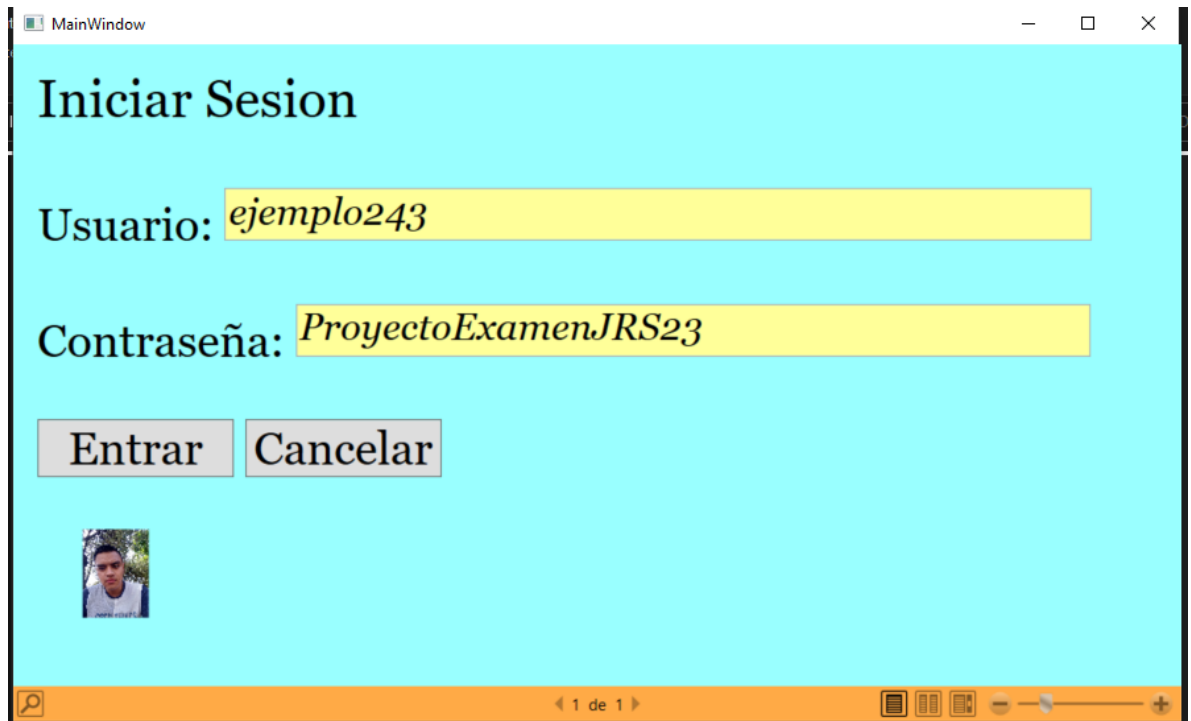 MainWindow
Iniciar Sesion
Usuario: ejemplo243
Contraseña: ProyectoExamenJRS23
Entrar Cancelar
1 de 1